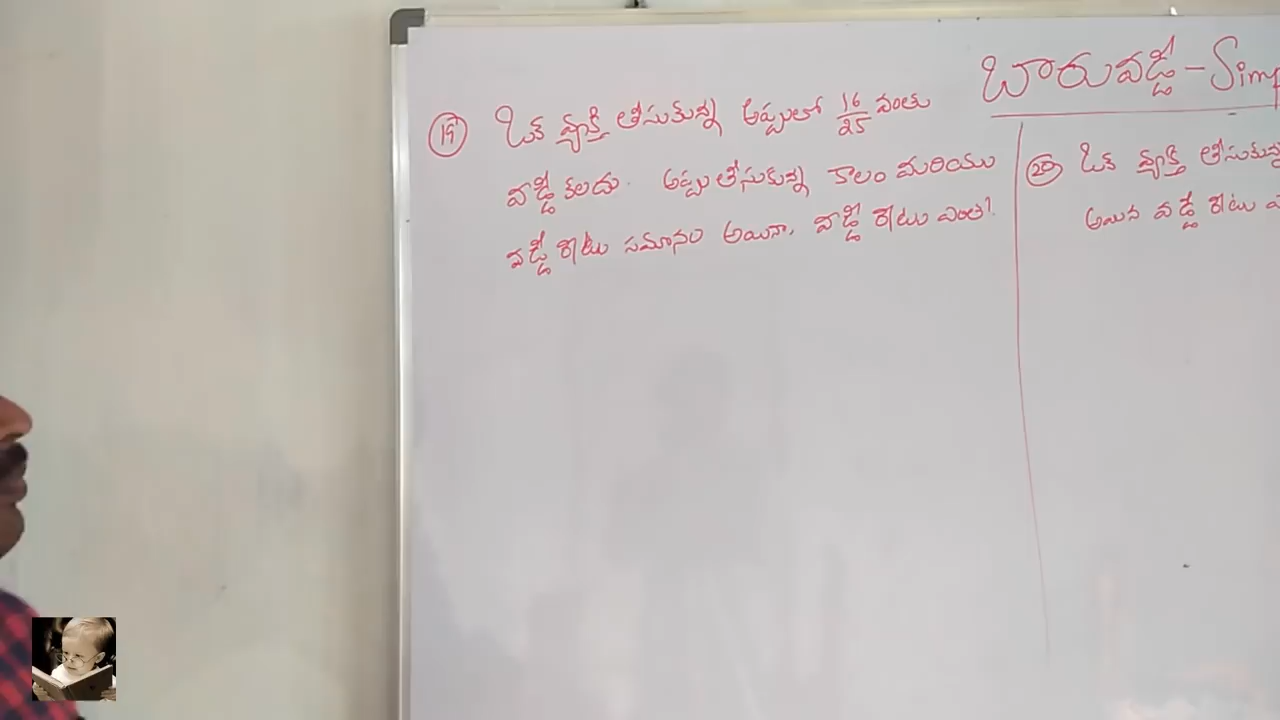 బారువడ్డీ - Simp
19 ఒక వ్యక్తి తీసుకున్న అప్పులో 16/25 వంతు
వడ్డీ కలదు. అప్పు తీసుకున్న కాలం మరియు
వడ్డీ రేటు సమానం అయినా, వడ్డీ రేటు ఎంత?
20 ఒక వ్యక్తి తీసుకున్న
అయిన వడ్డీ రేటు ఎ